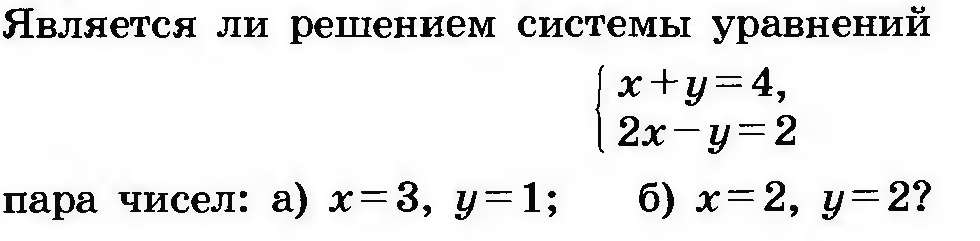 Является ли решением системы уравнений
x+y=4,
2x−y=2
пара чисел: а) x=3, y=1; б) x=2, y=2?